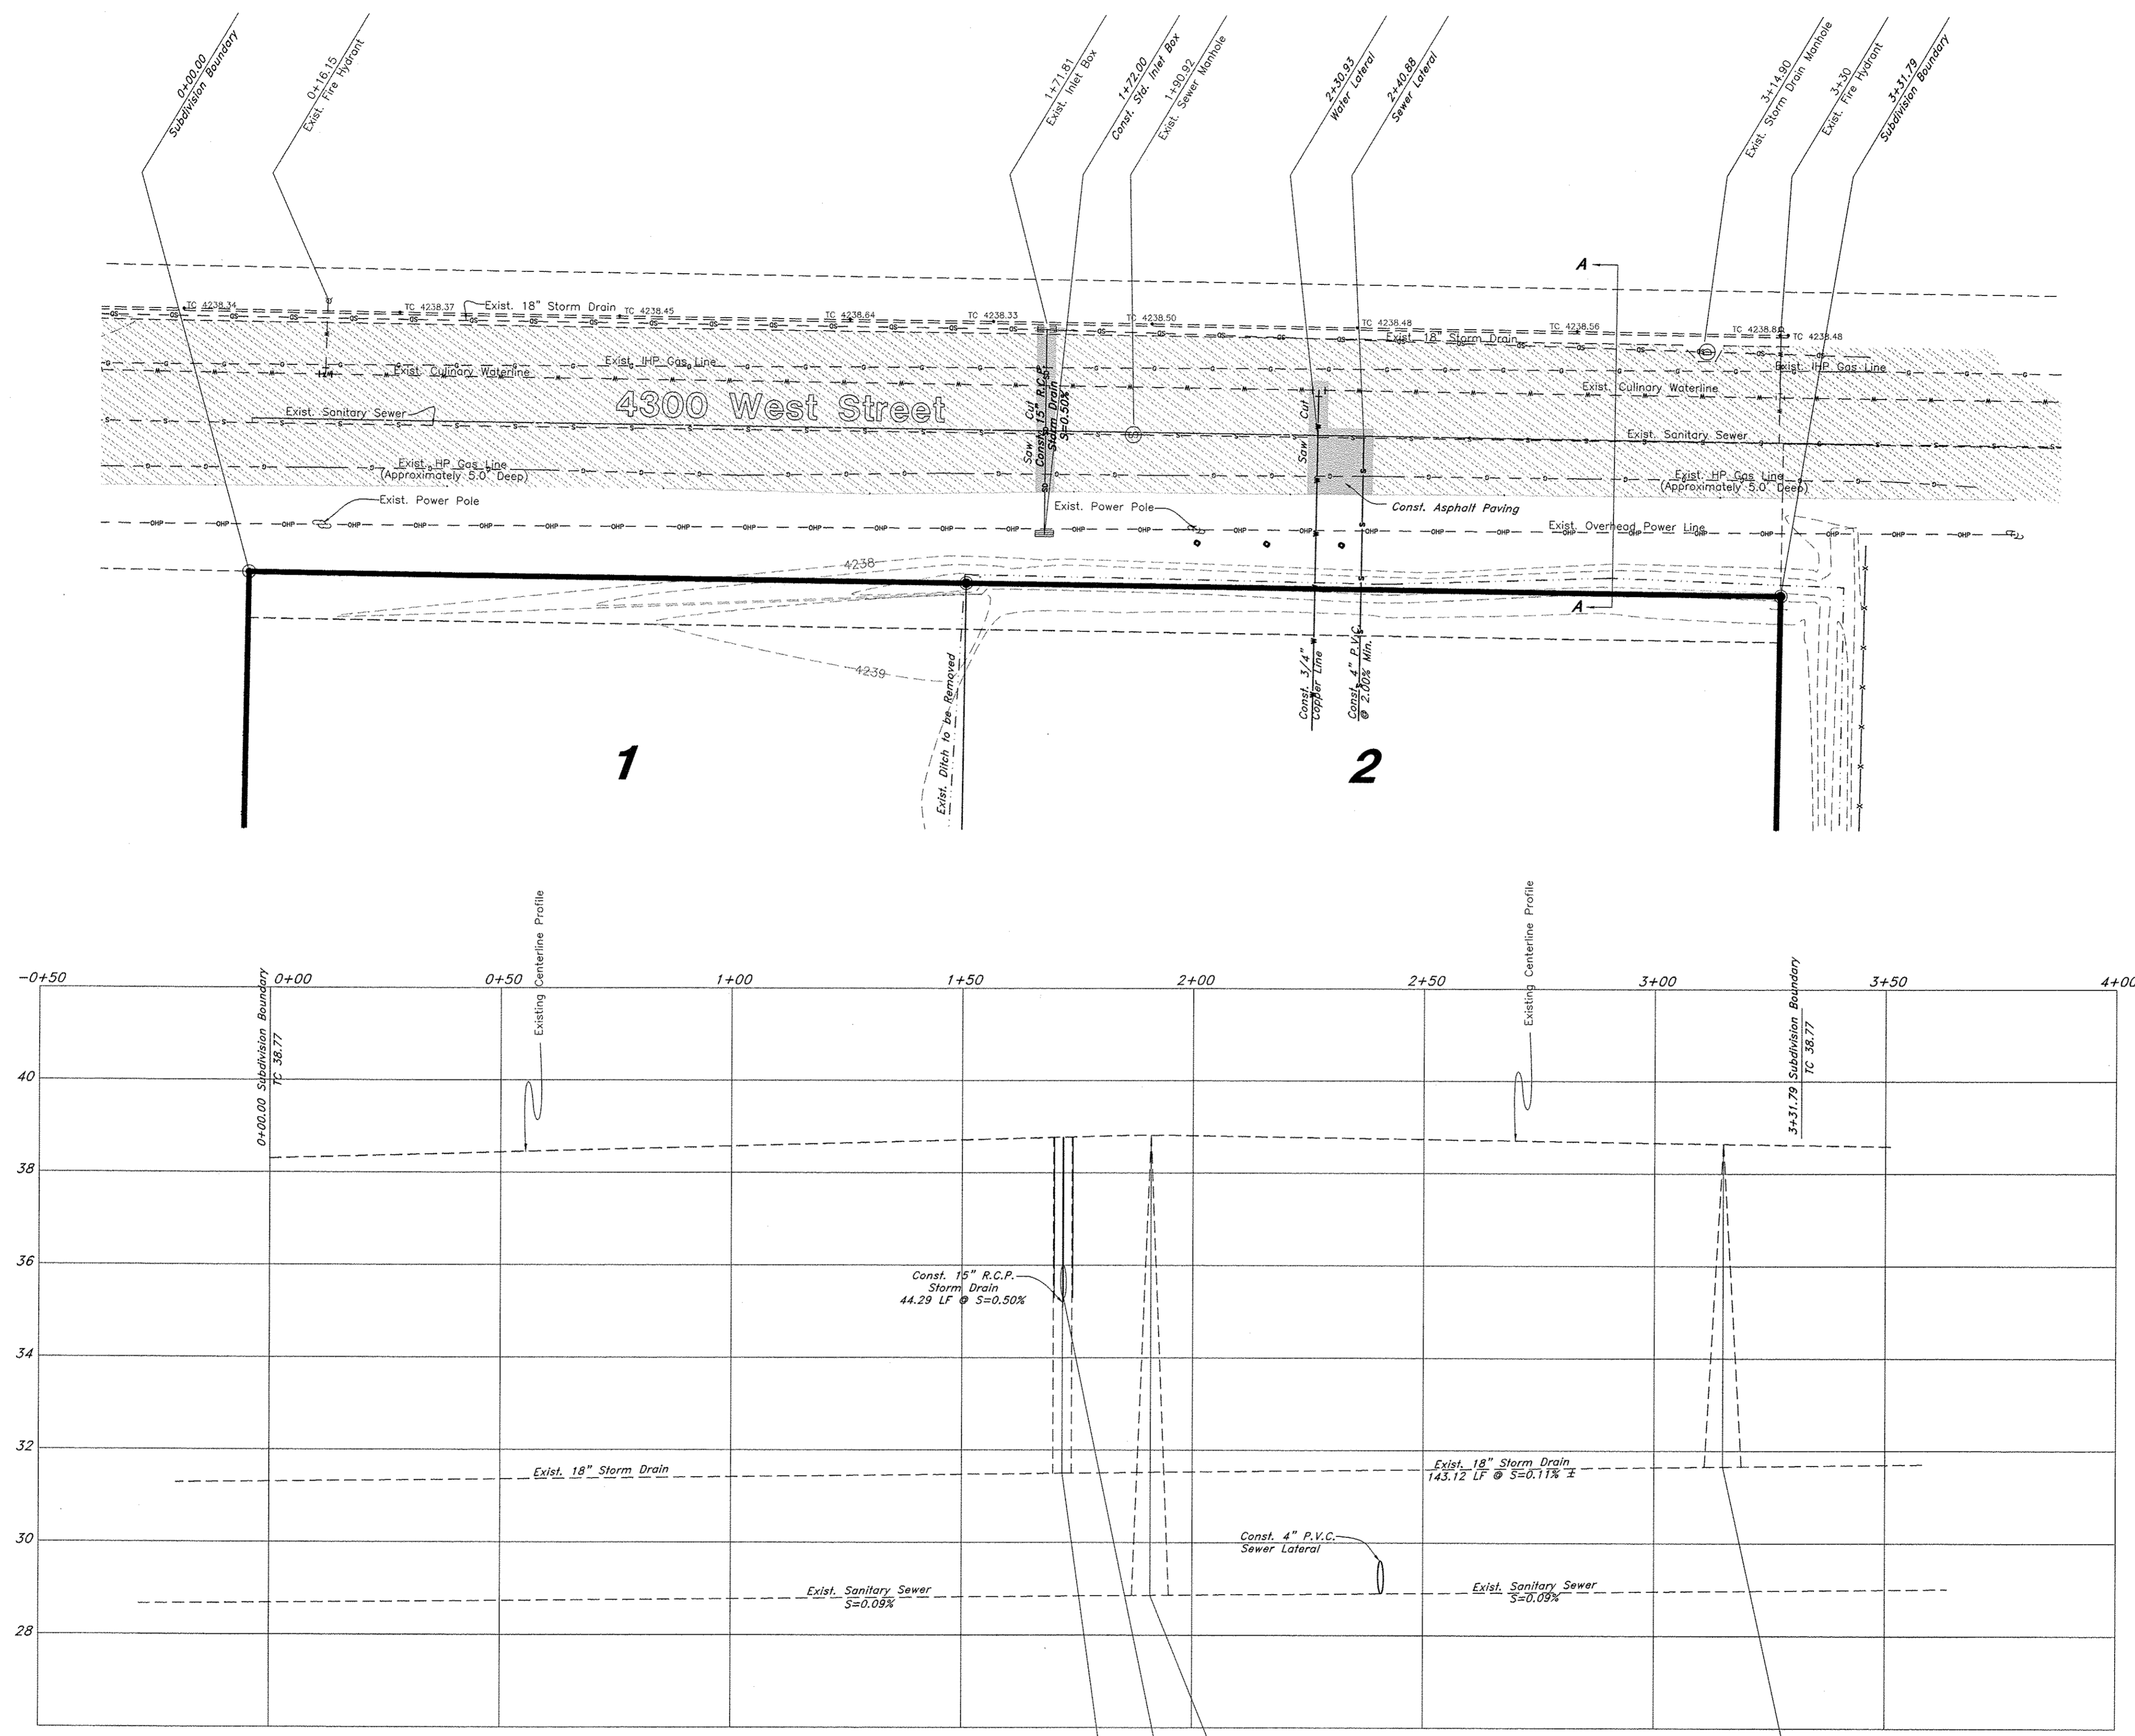 0+00.00
Subdivision Boundary
0+16.15
Exist. Fire Hydrant
1+71.81
Exist. Inlet Box
1+72.00
Const. Std. Inlet Box
1+90.92
Exist. Sewer Manhole
2+30.93
Water Lateral
2+40.88
Sewer Lateral
3+14.90
Exist. Storm Drain Manhole
3+30
Exist. Fire Hydrant
3+31.79
Subdivision Boundary
A
TC 4238.34
TC 4238.37
Exist. 18" Storm Drain
TC 4238.45
TC 4238.64
TC 4238.33
TC 4238.50
TC 4238.48
Exist. 18" Storm Drain
TC 4238.56
TC 4238.48
Exist. IHP Gas Line
Exist. IHP Gas Line
Exist. Culinary Waterline
Exist. Culinary Waterline
4300 West Street
Exist. Sanitary Sewer
Exist. Sanitary Sewer
Saw Cut
Const. 15" R.C.P.
Storm Drain
S=0.50%
Saw Cut
Exist. HP Gas Line
(Approximately 5.0' Deep)
Exist. HP Gas Line
(Approximately 5.0' Deep)
Exist. Power Pole
Exist. Power Pole
Const. Asphalt Paving
Exist. Overhead Power Line
4238
A
4239
Exist. Ditch to be Removed
Const. 3/4"
Copper Line
Const. 4" P.V.C.
@ 2.00% Min.
1
2
-0+50
0+00
0+50
1+00
1+50
2+00
2+50
3+00
3+50
4+00
0+00.00 Subdivision Boundary
TC 38.77
Existing Centerline Profile
Existing Centerline Profile
3+31.79 Subdivision Boundary
TC 38.77
40
38
36
Const. 15" R.C.P.
Storm Drain
44.29 LF @ S=0.50%
34
32
Exist. 18" Storm Drain
Exist. 18" Storm Drain
143.12 LF @ S=0.11% ±
30
Const. 4" P.V.C.
Sewer Lateral
Exist. Sanitary Sewer
S=0.09%
Exist. Sanitary Sewer
S=0.09%
28